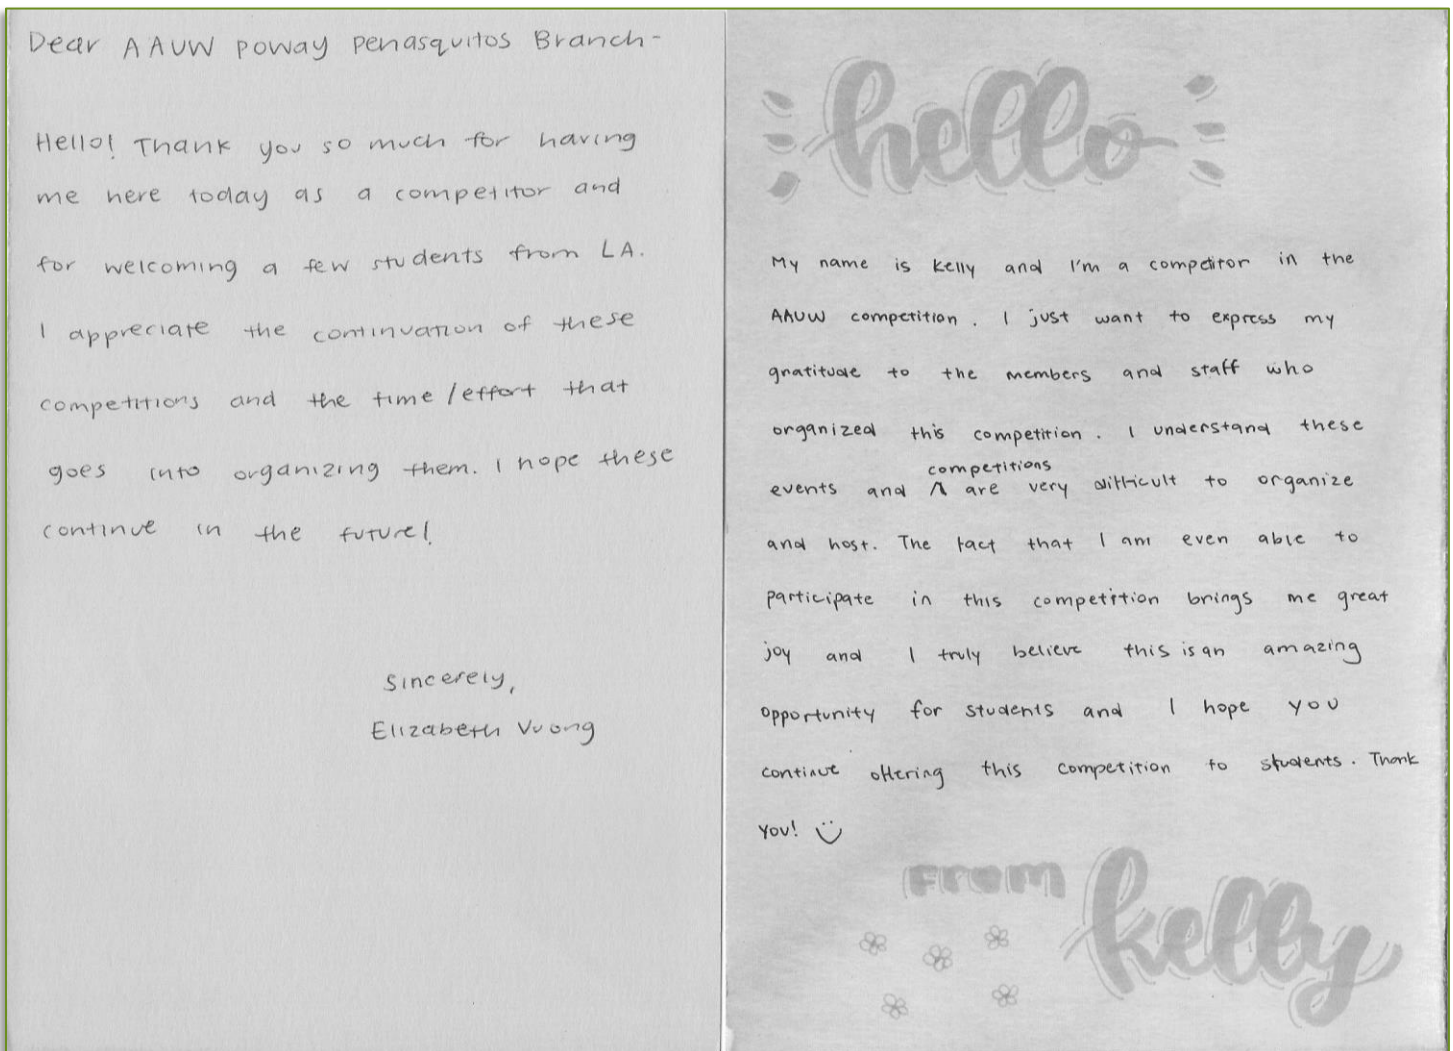 Dear AAUW poway penasquitos Branch-
Hello! Thank you so much for having
me here today as a competitor and
for welcoming a few students from LA.
I appreciate the continuation of these
competitions and the time/effort that
goes into organizing them. I hope these
continue in the future!
Sincerely,
Elizabeth Vuong
hello
My name is Kelly and I'm a competitor in the
AAUW competition. I just want to express my
gratitude to the members and staff who
organized this competition. I understand these
competitions
events and ^ are very difficult to organize
and host. The fact that I am even able to
participate in this competition brings me great
joy and I truly believe this is an amazing
opportunity for students and I hope you
continue offering this competition to students. Thank
you!
From
kelly